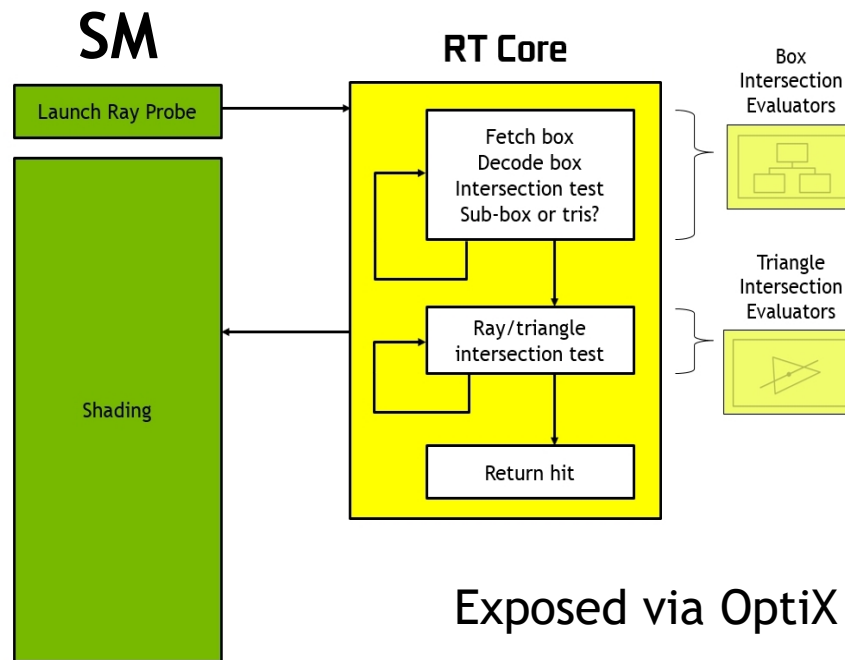 SM
RT Core
Launch Ray Probe
Fetch box
Decode box
Intersection test
Sub-box or tris?
Box
Intersection
Evaluators
Shading
Ray/triangle
intersection test
Triangle
Intersection
Evaluators
Return hit
Exposed via OptiX